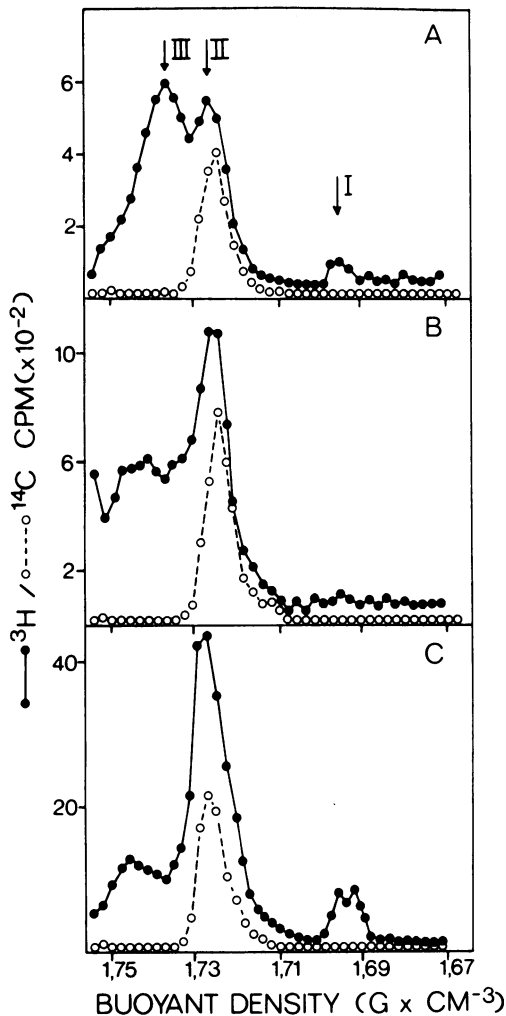 A
III
II
I
6
4
2
B
10
6
2
C
40
20
³H / ¹⁴C CPM(x10⁻²)
1,75
1,73
1,71
1,69
1,67
BUOYANT DENSITY (G x CM⁻³)